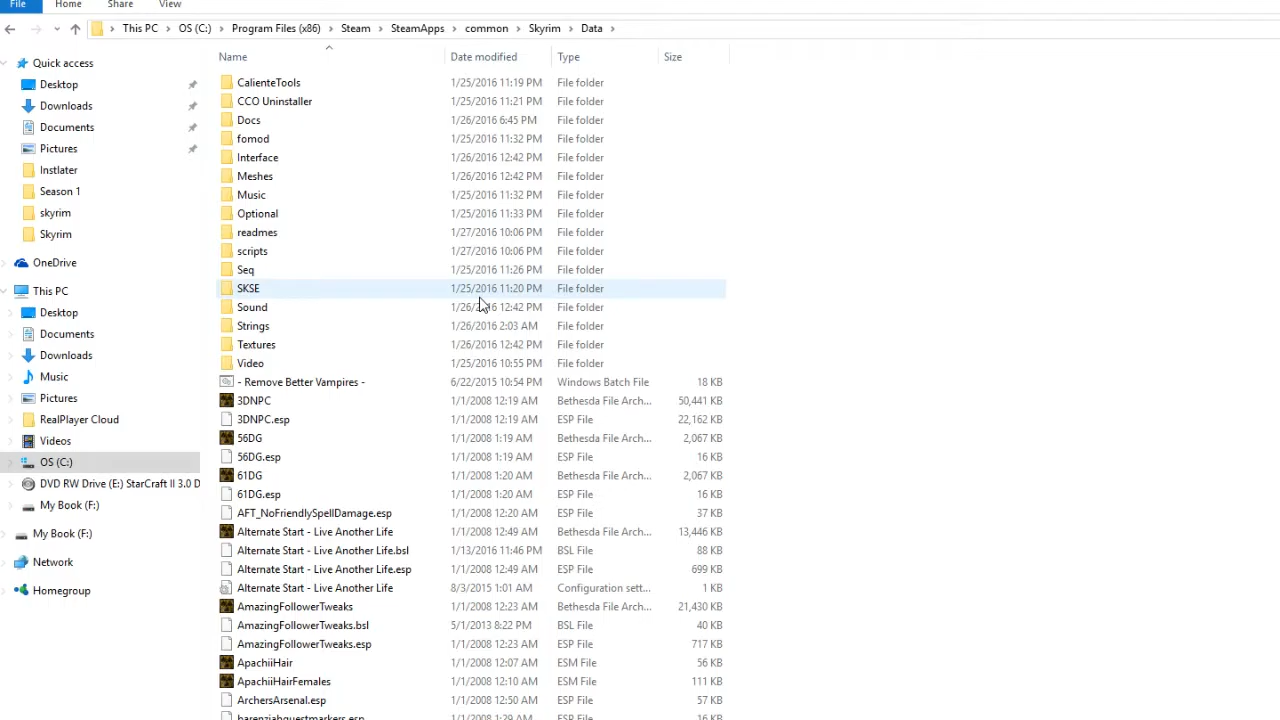 File Home Share View
This PC > OS (C:) > Program Files (x86) > Steam > SteamApps > common > Skyrim > Data >
Name Date modified Type Size
Quick access
Desktop
Downloads
Documents
Pictures
Instlater
Season 1
skyrim
Skyrim
OneDrive
This PC
Desktop
Documents
Downloads
Music
Pictures
RealPlayer Cloud
Videos
OS (C:)
DVD RW Drive (E:) StarCraft II 3.0 D
My Book (F:)
My Book (F:)
Network
Homegroup
CalienteTools 1/25/2016 11:19 PM File folder
CCO Uninstaller 1/25/2016 11:21 PM File folder
Docs 1/26/2016 6:45 PM File folder
fomod 1/25/2016 11:32 PM File folder
Interface 1/26/2016 12:42 PM File folder
Meshes 1/26/2016 12:42 PM File folder
Music 1/25/2016 11:32 PM File folder
Optional 1/25/2016 11:33 PM File folder
readmes 1/27/2016 10:06 PM File folder
scripts 1/27/2016 10:06 PM File folder
Seq 1/25/2016 11:26 PM File folder
SKSE 1/25/2016 11:20 PM File folder
Sound 12:42 PM File folder
Strings 1/26/2016 2:03 AM File folder
Textures 1/26/2016 12:42 PM File folder
Video 1/25/2016 10:55 PM File folder
- Remove Better Vampires - 6/22/2015 10:54 PM Windows Batch File 18 KB
3DNPC 1/1/2008 12:19 AM Bethesda File Arch... 50,441 KB
3DNPC.esp 1/1/2008 12:19 AM ESP File 22,162 KB
56DG 1/1/2008 1:19 AM Bethesda File Arch... 2,067 KB
56DG.esp 1/1/2008 1:19 AM ESP File 16 KB
61DG 1/1/2008 1:20 AM Bethesda File Arch... 2,067 KB
61DG.esp 1/1/2008 1:20 AM ESP File 16 KB
AFT_NoFriendlySpellDamage.esp 1/1/2008 12:20 AM ESP File 37 KB
Alternate Start - Live Another Life 1/1/2008 12:49 AM Bethesda File Arch... 13,446 KB
Alternate Start - Live Another Life.bsl 1/13/2016 11:46 PM BSL File 88 KB
Alternate Start - Live Another Life.esp 1/1/2008 12:49 AM ESP File 699 KB
Alternate Start - Live Another Life 8/3/2015 1:01 AM Configuration sett... 1 KB
AmazingFollowerTweaks 1/1/2008 12:23 AM Bethesda File Arch... 21,430 KB
AmazingFollowerTweaks.bsl 5/1/2013 8:22 PM BSL File 40 KB
AmazingFollowerTweaks.esp 1/1/2008 12:23 AM ESP File 717 KB
ApachiiHair 1/1/2008 12:07 AM ESM File 56 KB
ApachiiHairFemales 1/1/2008 12:10 AM ESM File 111 KB
ArchersArsenal.esp 1/1/2008 12:50 AM ESP File 57 KB
barenziahquestmarkers.esp 1/1/2008 1:29 AM ESP File 16 KB